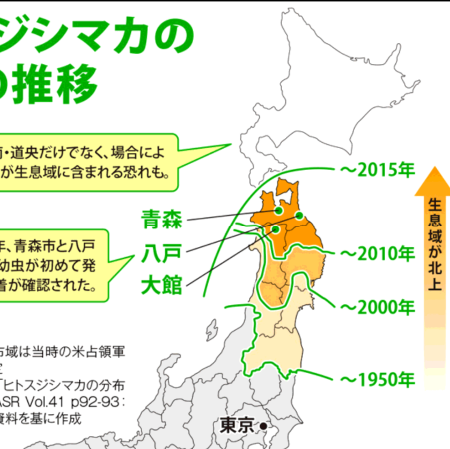 スジシマカの
の推移
・道央だけでなく、場合によ
が生息域に含まれる恐れも。
~2015年
青森
年、青森市と八戸
幼虫が初めて発
着が確認された。
八戸
大館
生息域が北上
~2010年
~2000年
市域は当時の米占領軍
定
「ヒトスジシマカの分布
ASR Vol.41 p92-93:
資料を基に作成
~1950年
東京